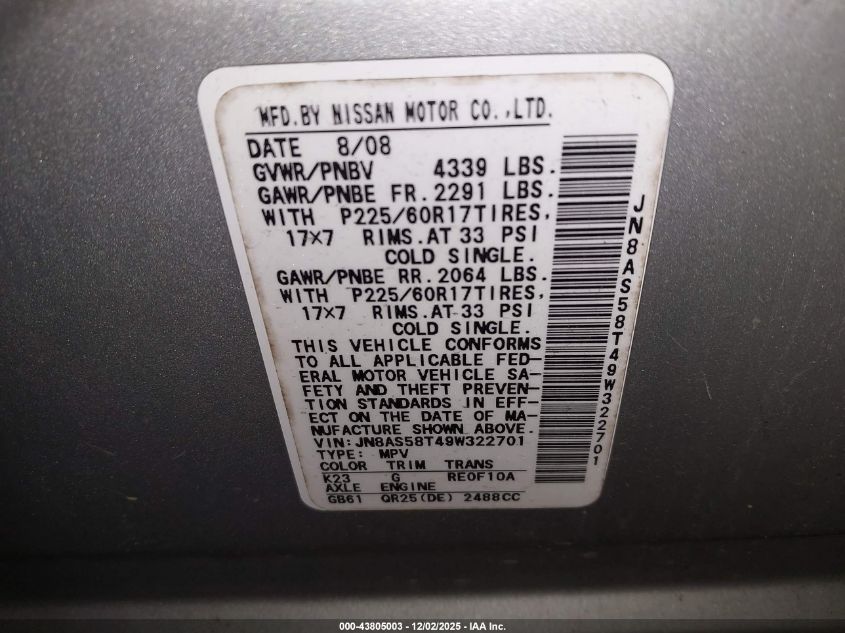 MFD.BY NISSAN MOTOR CO.,LTD.
DATE 8/08
GVWR/PNBV 4339 LBS.
GAWR/PNBE FR.2291 LBS.
WITH P225/60R17TIRES,
17×7 RIMS.AT 33 PSI
COLD SINGLE.
GAWR/PNBE RR.2064 LBS.
WITH P225/60R17TIRES,
17×7 RIMS.AT 33 PSI
COLD SINGLE.
THIS VEHICLE CONFORMS
TO ALL APPLICABLE FED-
ERAL MOTOR VEHICLE SA-
FETY AND THEFT PREVEN-
TION STANDARDS IN EFF-
ECT ON THE DATE OF MA-
NUFACTURE SHOWN ABOVE.
VIN:JN8AS58T49W322701
TYPE: MPV
COLOR TRIM TRANS
K23 G RE0F10A
AXLE ENGINE
GB61 QR25(DE) 2488CC
JN8AS58T49W322701
000-43805003 — 12/02/2025 — IAA Inc.